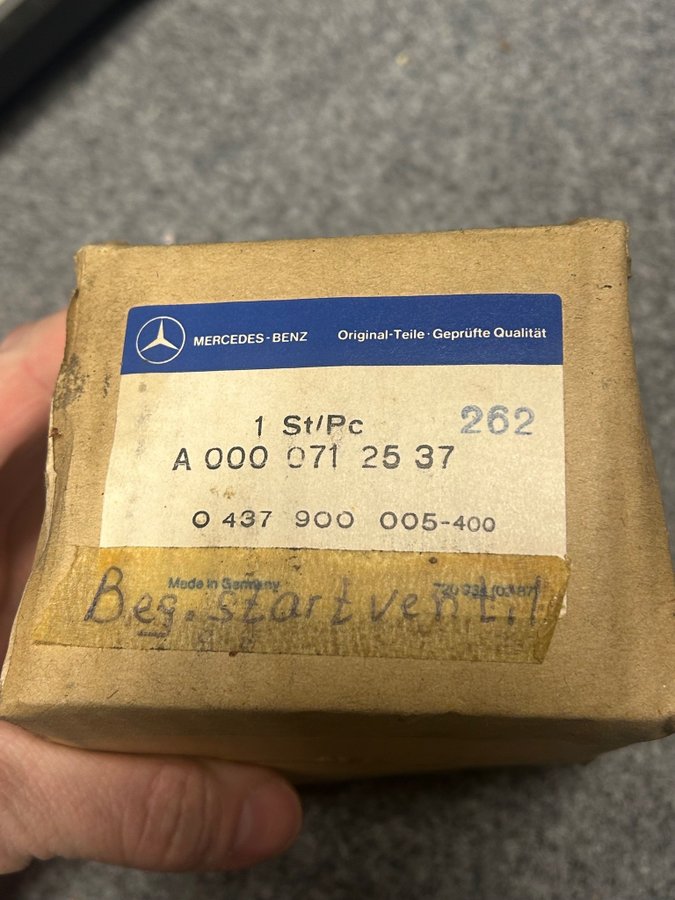 MERCEDES-BENZ Original-Teile · Geprüfte Qualität
1 St/Pc 262
A 000 071 25 37
0 437 900 005-400
Made in Germany
Beg. startventil